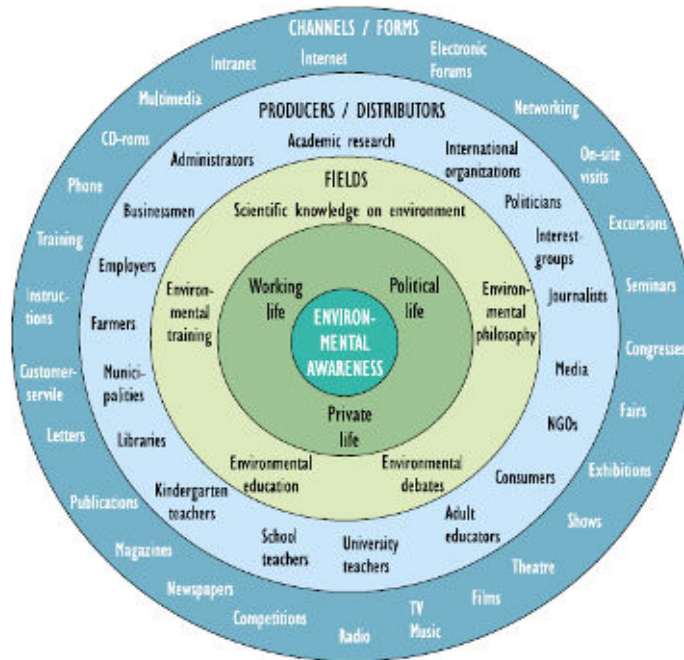 CHANNELS / FORMS
Internet
Electronic
Forums
Networking
On-site
visits
Excursions
Seminars
Congresses
Fairs
Exhibitions
Shows
Theatre
Films
TV
Music
Radio
Competitions
Newspapers
Magazines
Publications
Letters
Customer-
servile
Instruc-
tions
Training
Phone
CD-roms
Multimedia
Intranet
PRODUCERS / DISTRIBUTORS
Academic research
International
organizations
Politicians
Interest-
groups
Journalists
Media
NGOs
Consumers
Adult
educators
University
teachers
School
teachers
Kindergarten
teachers
Libraries
Munici-
palities
Farmers
Employers
Businessmen
Administrators
FIELDS
Scientific knowledge on environment
Environ-
mental
philosophy
Environmental
debates
Environmental
education
Environ-
mental
training
Working
life
Political
life
Private
life
ENVIRON-
MENTAL
AWARENESS